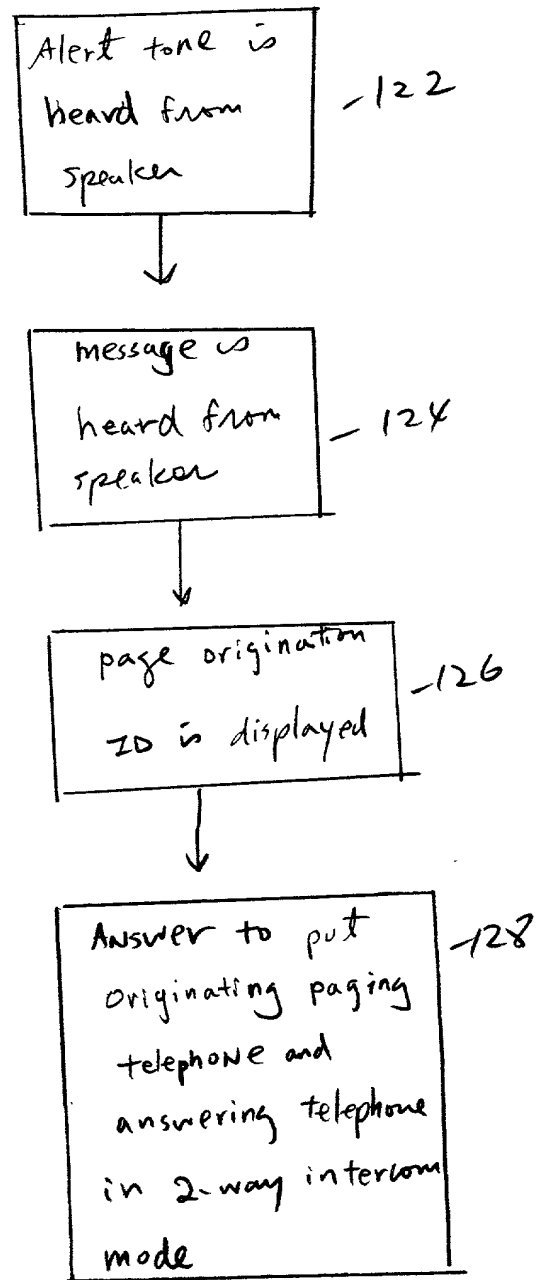 Alert tone is
heard from
speaker
122
message is
heard from
speaker
124
page origination
ID is displayed
126
Answer to put
originating paging
telephone and
answering telephone
in 2-way intercom
mode
128